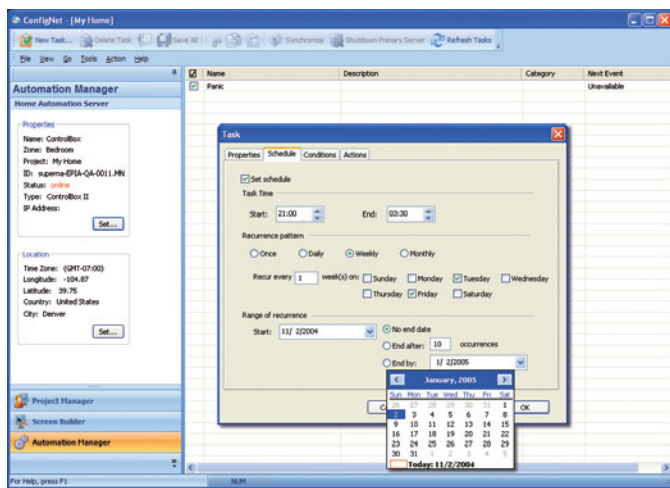 ConfigNet - [My Home]
New Task... Delete Task Save All Synchronize Shutdown Primary Server Refresh Tasks
File View Go Tools Action Help
Automation Manager
Home Automation Server
Properties
Name: ControlBox
Zone: Bedroom
Project: My Home
ID: superna-EPIA-QA-0011.MN
Status: online
Type: ControlBox II
IP Address:
Set...
Location
Time Zone: (GMT-07:00)
Longitude: -104.87
Latitude: 39.75
Country: United States
City: Denver
Set...
Project Manager
Screen Builder
Automation Manager
Name Description Category Next Event
Panic Unavailable
Task
Properties Schedule Conditions Actions
Set schedule
Task Time
Start: 21:00 End: 03:30
Recurrence pattern
Once Daily Weekly Monthly
Recur every 1 week(s) on: Sunday Monday Tuesday Wednesday
Thursday Friday Saturday
Range of recurrence
Start: 11/ 2/2004 No end date
End after: 10 occurrences
End by: 1/ 2/2005
January, 2005
Sun Mon Tue Wed Thu Fri Sat
26 27 28 29 30 31 1
2 3 4 5 6 7 8
9 10 11 12 13 14 15
16 17 18 19 20 21 22
23 24 25 26 27 28 29
30 31 1 2 3 4 5
Today: 11/2/2004
OK
For Help, press F1 NUM